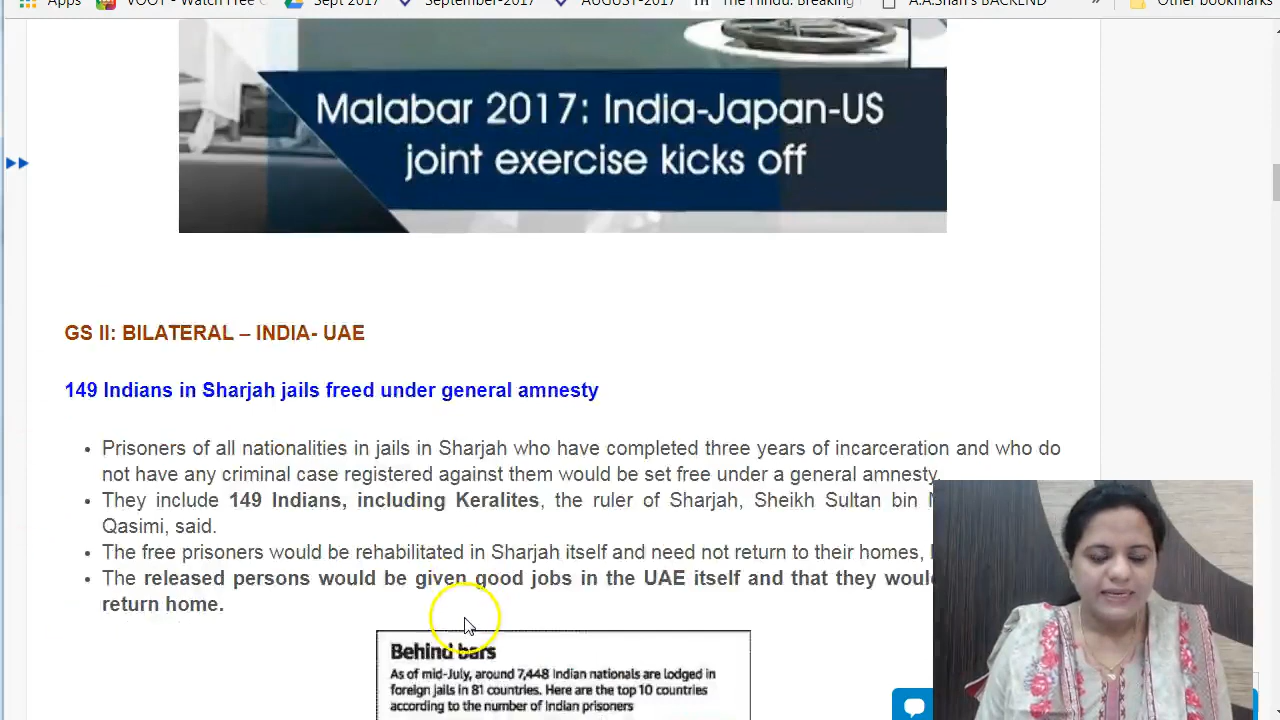 Apps VOOT - Watch Free Sept 2017 September-2017 AUGUST-2017 TH The Hindu: Breaking A.A.Shah's BACKEND » Other bookmarks
Malabar 2017: India-Japan-US
joint exercise kicks off
GS II: BILATERAL – INDIA- UAE
149 Indians in Sharjah jails freed under general amnesty
• Prisoners of all nationalities in jails in Sharjah who have completed three years of incarceration and who do
not have any criminal case registered against them would be set free under a general amnesty.
• They include 149 Indians, including Keralites, the ruler of Sharjah, Sheikh Sultan bin
Qasimi, said.
• The free prisoners would be rehabilitated in Sharjah itself and need not return to their homes,
• The released persons would be given good jobs in the UAE itself and that they
return home.
Behind bars
As of mid-July, around 7,448 Indian nationals are lodged in
foreign jails in 81 countries. Here are the top 10 countries
according to the number of Indian prisoners